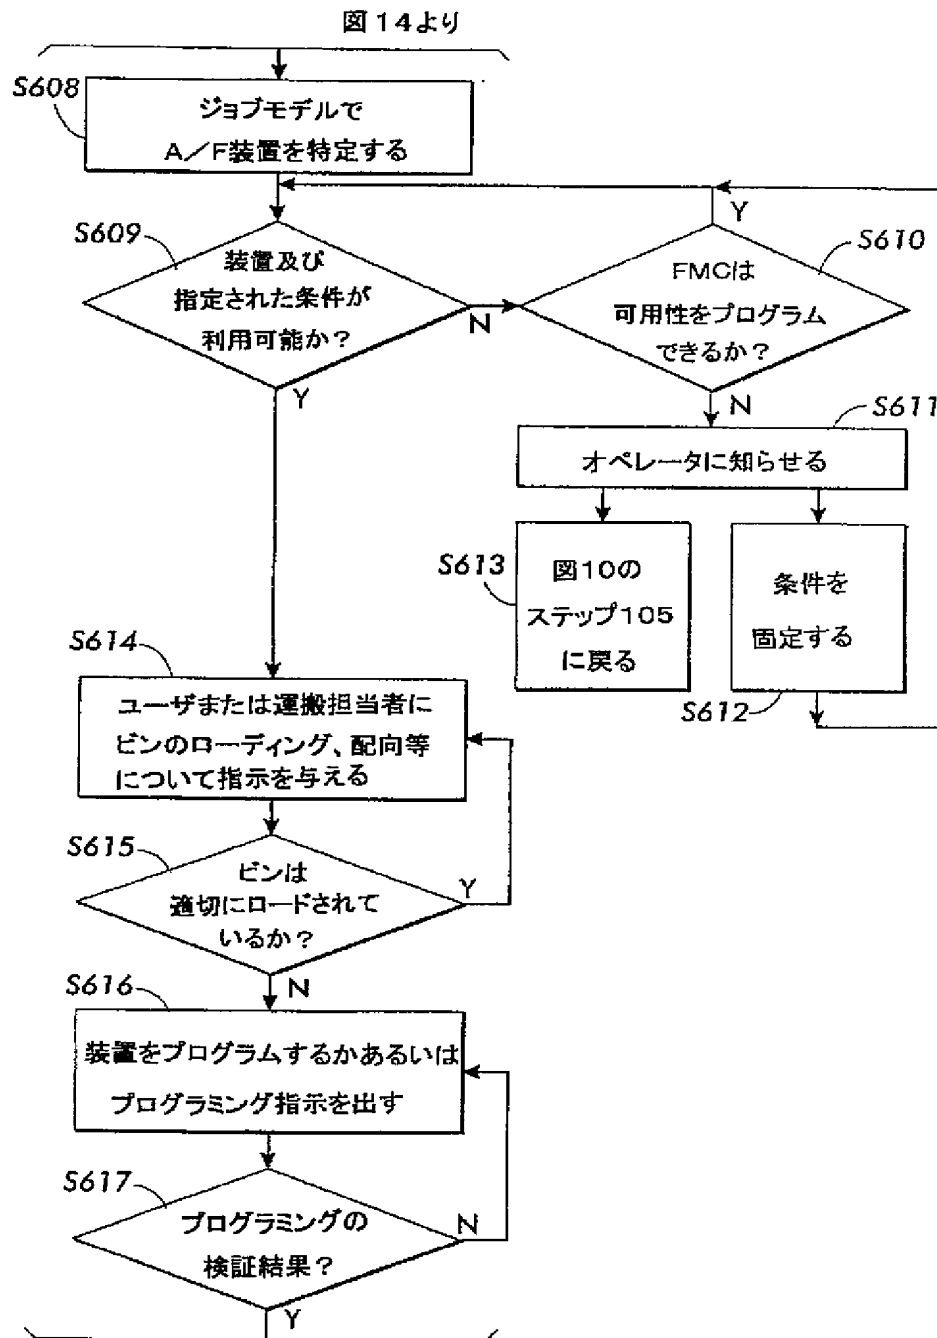 図14より
S608
ジョブモデルで
A／F装置を特定する
S609
装置及び
指定された条件が
利用可能か？
N
Y
S610
FMCは
可用性をプログラム
できるか？
Y
N
S611
オペレータに知らせる
S613
図10の
ステップ105
に戻る
条件を
固定する
S612
S614
ユーザまたは運搬担当者に
ビンのローディング、配向等
について指示を与える
S615
ビンは
適切にロードされて
いるか？
Y
N
S616
装置をプログラムするかあるいは
プログラミング指示を出す
S617
プログラミングの
検証結果？
N
Y